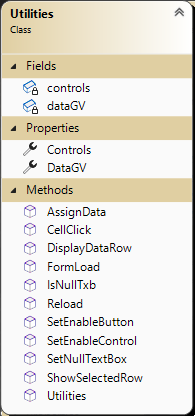 Utilities
Class
Fields
controls
dataGV
Properties
Controls
DataGV
Methods
AssignData
CellClick
DisplayDataRow
FormLoad
IsNullTxb
Reload
SetEnableButton
SetEnableControl
SetNullTextBox
ShowSelectedRow
Utilities